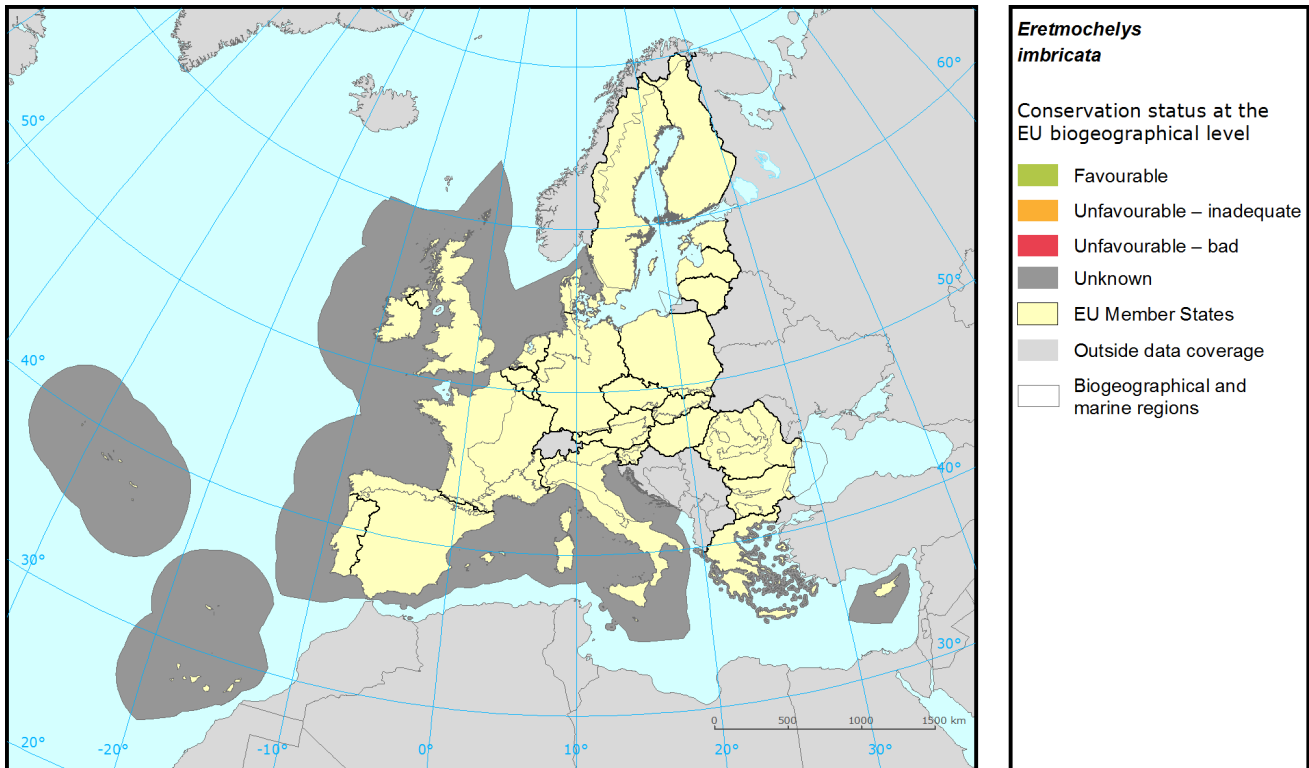 Eretmochelys
imbricata
Conservation status at the
EU biogeographical level
Favourable
Unfavourable – inadequate
Unfavourable – bad
Unknown
EU Member States
Outside data coverage
Biogeographical and
marine regions
60°
50°
50°
40°
40°
30°
30°
0 500 1000 1500 km
20° -20° -10° 0° 10° 20° 30°